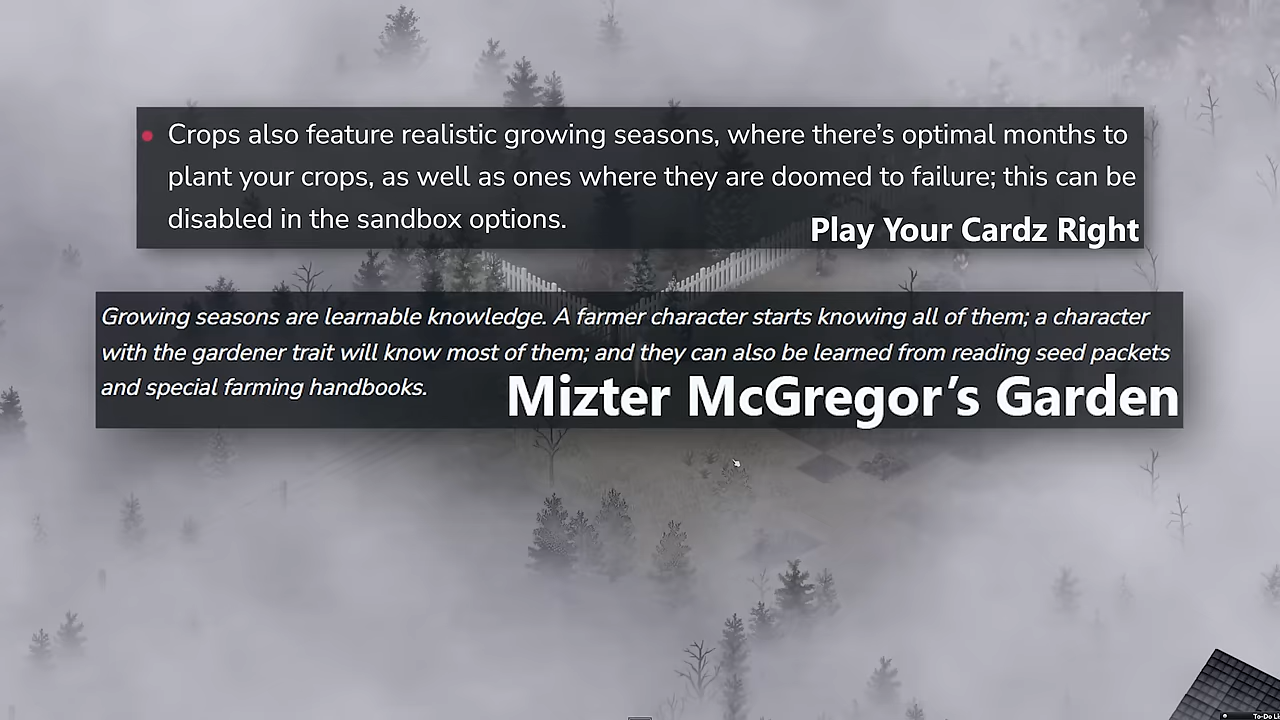 Crops also feature realistic growing seasons, where there’s optimal months to
plant your crops, as well as ones where they are doomed to failure; this can be
disabled in the sandbox options.
Play Your Cardz Right
Growing seasons are learnable knowledge. A farmer character starts knowing all of them; a character
with the gardener trait will know most of them; and they can also be learned from reading seed packets
and special farming handbooks.
Mizter McGregor’s Garden
To-Do Li